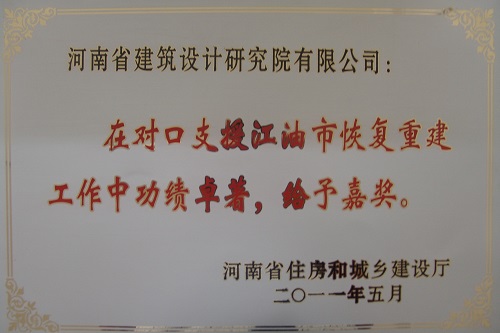 河南省建筑设计研究院有限公司：
在对口支援江油市恢复重建
工作中功绩卓著，给予嘉奖。
河南省住房和城乡建设厅
二〇一一年五月